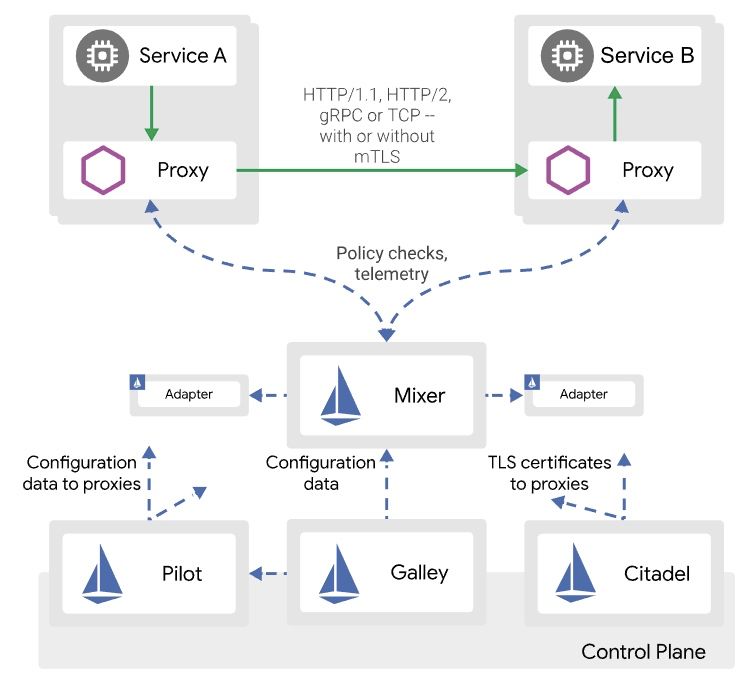 Service A
Service B
HTTP/1.1, HTTP/2,
gRPC or TCP --
with or without
mTLS
Proxy
Proxy
Policy checks,
telemetry
Adapter
Mixer
Adapter
Configuration
data to proxies
Configuration
data
TLS certificates
to proxies
Pilot
Galley
Citadel
Control Plane